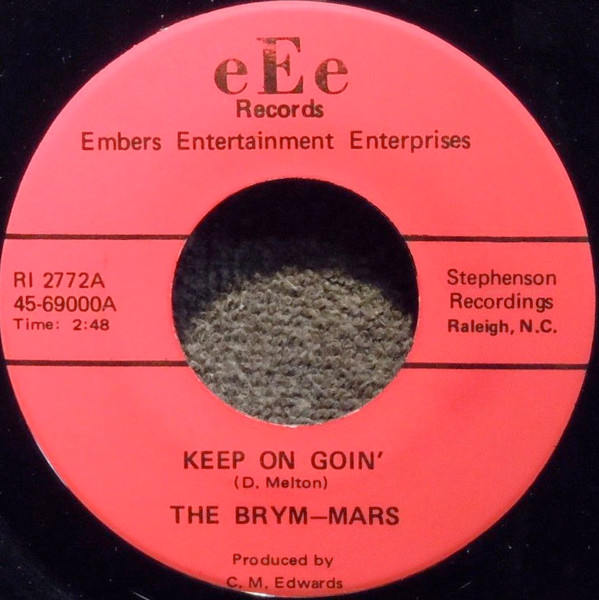 eEe
Records
Embers Entertainment Enterprises
RI 2772A
45-69000A
Time: 2:48
Stephenson
Recordings
Raleigh, N.C.
KEEP ON GOIN'
(D. Melton)
THE BRYM—MARS
Produced by
C. M. Edwards